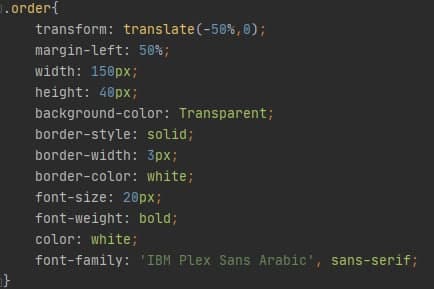 .order{
    transform: translate(-50%,0);
    margin-left: 50%;
    width: 150px;
    height: 40px;
    background-color: Transparent;
    border-style: solid;
    border-width: 3px;
    border-color: white;
    font-size: 20px;
    font-weight: bold;
    color: white;
    font-family: 'IBM Plex Sans Arabic', sans-serif;
}